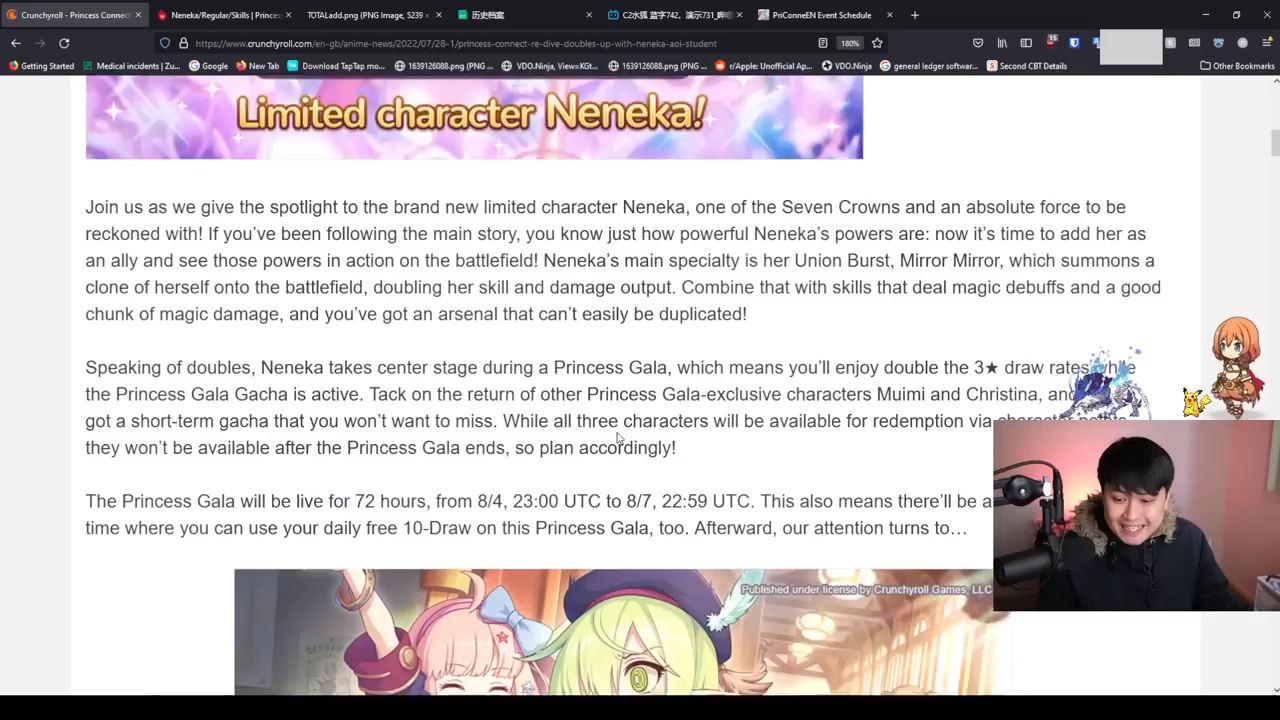 Crunchyroll - Princess Connect
Neneka/Regular/Skills | Princess
TOTALadd.png (PNG Image, 5239 ×
历史档案
C2水狐 蓝字742，演示731_哔哩
PriConneEN Event Schedule
https://www.crunchyroll.com/en-gb/anime-news/2022/07/28-1/princess-connect-re-dive-doubles-up-with-neneka-aoi-student
180%
15
Getting Started
Medical incidents | Zu...
Google
New Tab
Download TapTap mo...
1639126088.png (PNG ...
VDO.Ninja, View=KGt...
1639126088.png (PNG ...
r/Apple: Unofficial Ap...
VDO.Ninja
general ledger softwar...
Second CBT Details
Other Bookmarks
Limited character Neneka!
Join us as we give the spotlight to the brand new limited character Neneka, one of the Seven Crowns and an absolute force to be
reckoned with! If you've been following the main story, you know just how powerful Neneka's powers are: now it's time to add her as
an ally and see those powers in action on the battlefield! Neneka's main specialty is her Union Burst, Mirror Mirror, which summons a
clone of herself onto the battlefield, doubling her skill and damage output. Combine that with skills that deal magic debuffs and a good
chunk of magic damage, and you've got an arsenal that can't easily be duplicated!
Speaking of doubles, Neneka takes center stage during a Princess Gala, which means you'll enjoy double the 3★ draw rates while
the Princess Gala Gacha is active. Tack on the return of other Princess Gala-exclusive characters Muimi and Christina, and
got a short-term gacha that you won't want to miss. While all three characters will be available for redemption via character
they won't be available after the Princess Gala ends, so plan accordingly!
The Princess Gala will be live for 72 hours, from 8/4, 23:00 UTC to 8/7, 22:59 UTC. This also means there'll be a
time where you can use your daily free 10-Draw on this Princess Gala, too. Afterward, our attention turns to…
Published under license by Crunchyroll Games, LLC